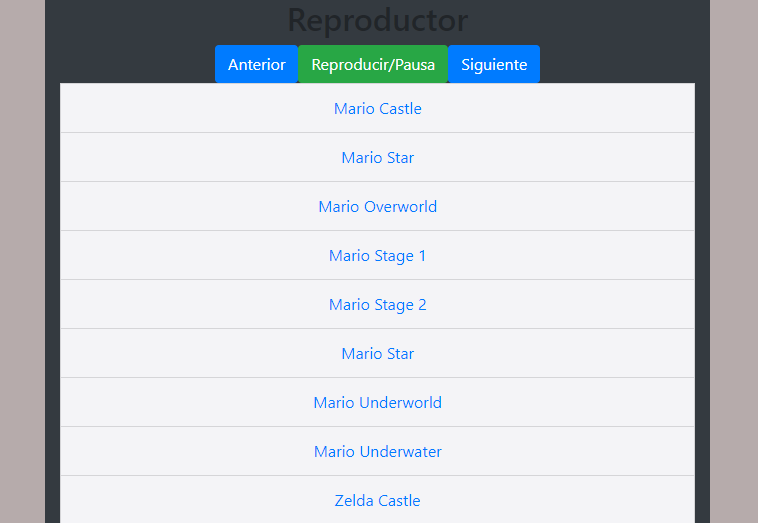 Reproductor
Anterior Reproducir/Pausa Siguiente
Mario Castle
Mario Star
Mario Overworld
Mario Stage 1
Mario Stage 2
Mario Star
Mario Underworld
Mario Underwater
Zelda Castle